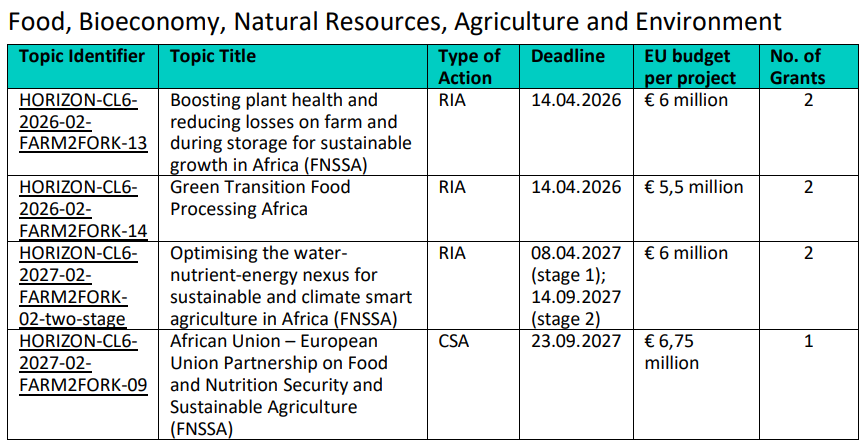 Food, Bioeconomy, Natural Resources, Agriculture and Environment
Topic Identifier Topic Title Type of Action Deadline EU budget per project No. of Grants
HORIZON-CL6-
2026-02-
FARM2FORK-13
Boosting plant health and
reducing losses on farm and
during storage for sustainable
growth in Africa (FNSSA)
RIA
14.04.2026
€ 6 million
2
HORIZON-CL6-
2026-02-
FARM2FORK-14
Green Transition Food
Processing Africa
RIA
14.04.2026
€ 5,5 million
2
HORIZON-CL6-
2027-02-
FARM2FORK-
02-two-stage
Optimising the water-
nutrient-energy nexus for
sustainable and climate smart
agriculture in Africa (FNSSA)
RIA
08.04.2027
(stage 1);
14.09.2027
(stage 2)
€ 6 million
2
HORIZON-CL6-
2027-02-
FARM2FORK-09
African Union – European
Union Partnership on Food
and Nutrition Security and
Sustainable Agriculture
(FNSSA)
CSA
23.09.2027
€ 6,75
million
1